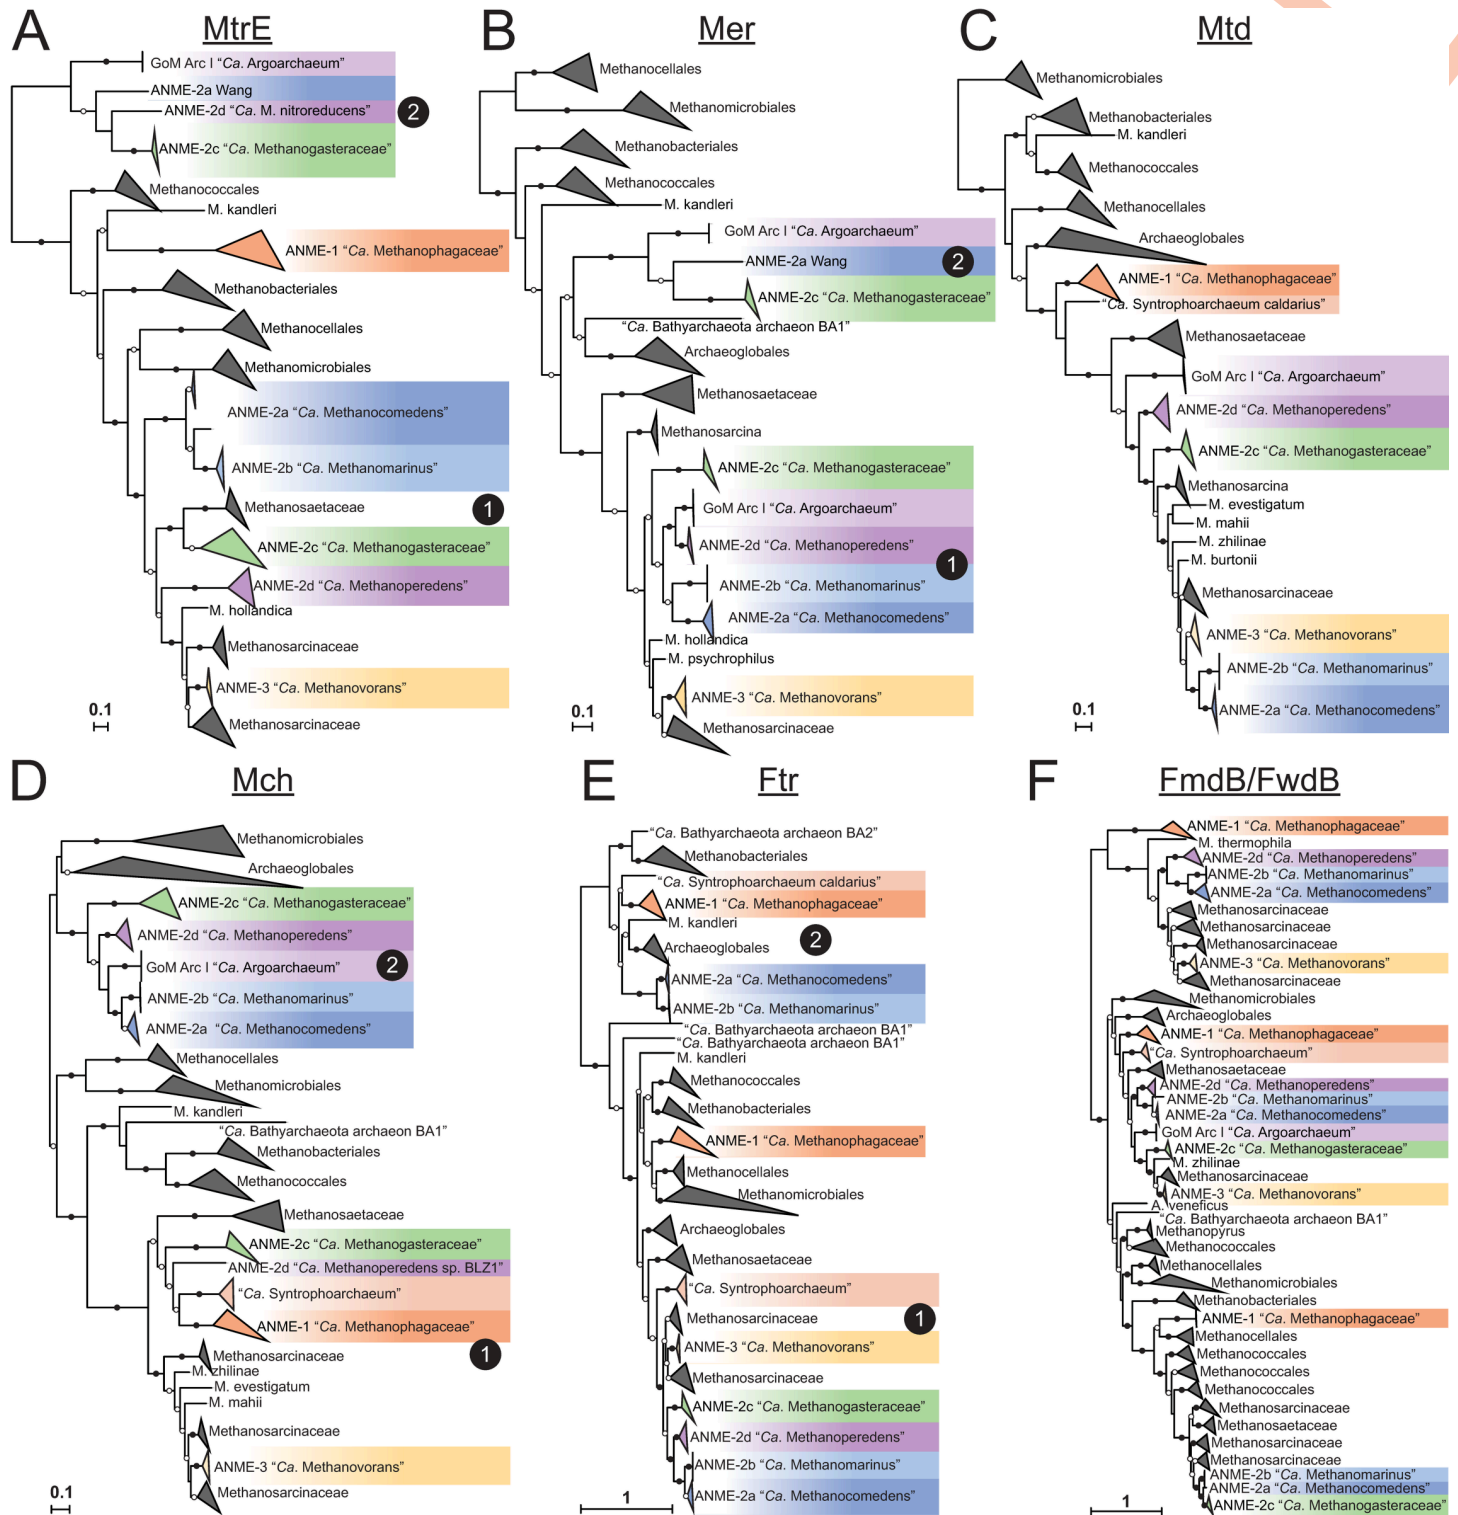 A
MtrE
GoM Arc I “Ca. Argoarchaeum”
ANME-2a Wang
ANME-2d “Ca. M. nitroreducens”
2
ANME-2c “Ca. Methanogasteraceae”
Methanococcales
M. kandleri
ANME-1 “Ca. Methanophagaceae”
Methanobacteriales
Methanocellales
Methanomicrobiales
ANME-2a “Ca. Methanocomedens”
ANME-2b “Ca. Methanomarinus”
Methanosaetaceae
1
ANME-2c “Ca. Methanogasteraceae”
ANME-2d “Ca. Methanoperedens”
M. hollandica
Methanosarcinaceae
ANME-3 “Ca. Methanovorans”
Methanosarcinaceae
0.1
B
Mer
Methanocellales
Methanomicrobiales
Methanobacteriales
Methanococcales
M. kandleri
GoM Arc I “Ca. Argoarchaeum”
ANME-2a Wang
2
ANME-2c “Ca. Methanogasteraceae”
“Ca. Bathyarchaeota archaeon BA1”
Archaeoglobales
Methanosaetaceae
Methanosarcina
ANME-2c “Ca. Methanogasteraceae”
GoM Arc I “Ca. Argoarchaeum”
ANME-2d “Ca. Methanoperedens”
1
ANME-2b “Ca. Methanomarinus”
ANME-2a “Ca. Methanocomedens”
M. hollandica
M. psychrophilus
ANME-3 “Ca. Methanovorans”
Methanosarcinaceae
0.1
C
Mtd
Methanomicrobiales
Methanobacteriales
M. kandleri
Methanococcales
Methanocellales
Archaeoglobales
ANME-1 “Ca. Methanophagaceae”
“Ca. Syntrophoarchaeum caldarius”
Methanosaetaceae
GoM Arc I “Ca. Argoarchaeum”
ANME-2d “Ca. Methanoperedens”
ANME-2c “Ca. Methanogasteraceae”
Methanosarcina
M. evestigatum
M. mahii
M. zhilinae
M. burtonii
Methanosarcinaceae
ANME-3 “Ca. Methanovorans”
ANME-2b “Ca. Methanomarinus”
ANME-2a “Ca. Methanocomedens”
0.1
D
Mch
Methanomicrobiales
Archaeoglobales
ANME-2c “Ca. Methanogasteraceae”
ANME-2d “Ca. Methanoperedens”
GoM Arc I “Ca. Argoarchaeum”
2
ANME-2b “Ca. Methanomarinus”
ANME-2a “Ca. Methanocomedens”
Methanocellales
Methanomicrobiales
M. kandleri
“Ca. Bathyarchaeota archaeon BA1”
Methanobacteriales
Methanococcales
Methanosaetaceae
ANME-2c “Ca. Methanogasteraceae”
ANME-2d “Ca. Methanoperedens sp. BLZ1”
“Ca. Syntrophoarchaeum”
ANME-1 “Ca. Methanophagaceae”
1
Methanosarcinaceae
M. zhilinae
M. evestigatum
M. mahii
Methanosarcinaceae
ANME-3 “Ca. Methanovorans”
Methanosarcinaceae
0.1
E
Ftr
“Ca. Bathyarchaeota archaeon BA2”
Methanobacteriales
“Ca. Syntrophoarchaeum caldarius”
ANME-1 “Ca. Methanophagaceae”
M. kandleri
2
Archaeoglobales
ANME-2a “Ca. Methanocomedens”
ANME-2b “Ca. Methanomarinus”
“Ca. Bathyarchaeota archaeon BA1”
“Ca. Bathyarchaeota archaeon BA1”
M. kandleri
Methanococcales
Methanobacteriales
ANME-1 “Ca. Methanophagaceae”
Methanocellales
Methanomicrobiales
Archaeoglobales
Methanosaetaceae
“Ca. Syntrophoarchaeum”
Methanosarcinaceae
1
ANME-3 “Ca. Methanovorans”
Methanosarcinaceae
ANME-2c “Ca. Methanogasteraceae”
ANME-2d “Ca. Methanoperedens”
ANME-2b “Ca. Methanomarinus”
ANME-2a “Ca. Methanocomedens”
1
F
FmdB/FwdB
ANME-1 “Ca. Methanophagaceae”
M. thermophila
ANME-2d “Ca. Methanoperedens”
ANME-2b “Ca. Methanomarinus”
ANME-2a “Ca. Methanocomedens”
Methanosarcinaceae
Methanosarcinaceae
Methanosarcinaceae
ANME-3 “Ca. Methanovorans”
Methanosarcinaceae
Methanomicrobiales
Archaeoglobales
ANME-1 “Ca. Methanophagaceae”
“Ca. Syntrophoarchaeum”
Methanosaetaceae
ANME-2d “Ca. Methanoperedens”
ANME-2b “Ca. Methanomarinus”
ANME-2a “Ca. Methanocomedens”
GoM Arc I “Ca. Argoarchaeum”
ANME-2c “Ca. Methanogasteraceae”
M. zhilinae
Methanosarcinaceae
ANME-3 “Ca. Methanovorans”
A. veneficus
“Ca. Bathyarchaeota archaeon BA1”
Methanopyrus
Methanococcales
Methanocellales
Methanomicrobiales
Methanobacteriales
ANME-1 “Ca. Methanophagaceae”
Methanocellales
Methanococcales
Methanococcales
Methanococcales
Methanosarcinaceae
Methanosaetaceae
Methanosarcinaceae
Methanosarcinaceae
ANME-2b “Ca. Methanomarinus”
ANME-2a “Ca. Methanocomedens”
ANME-2c “Ca. Methanogasteraceae”
1